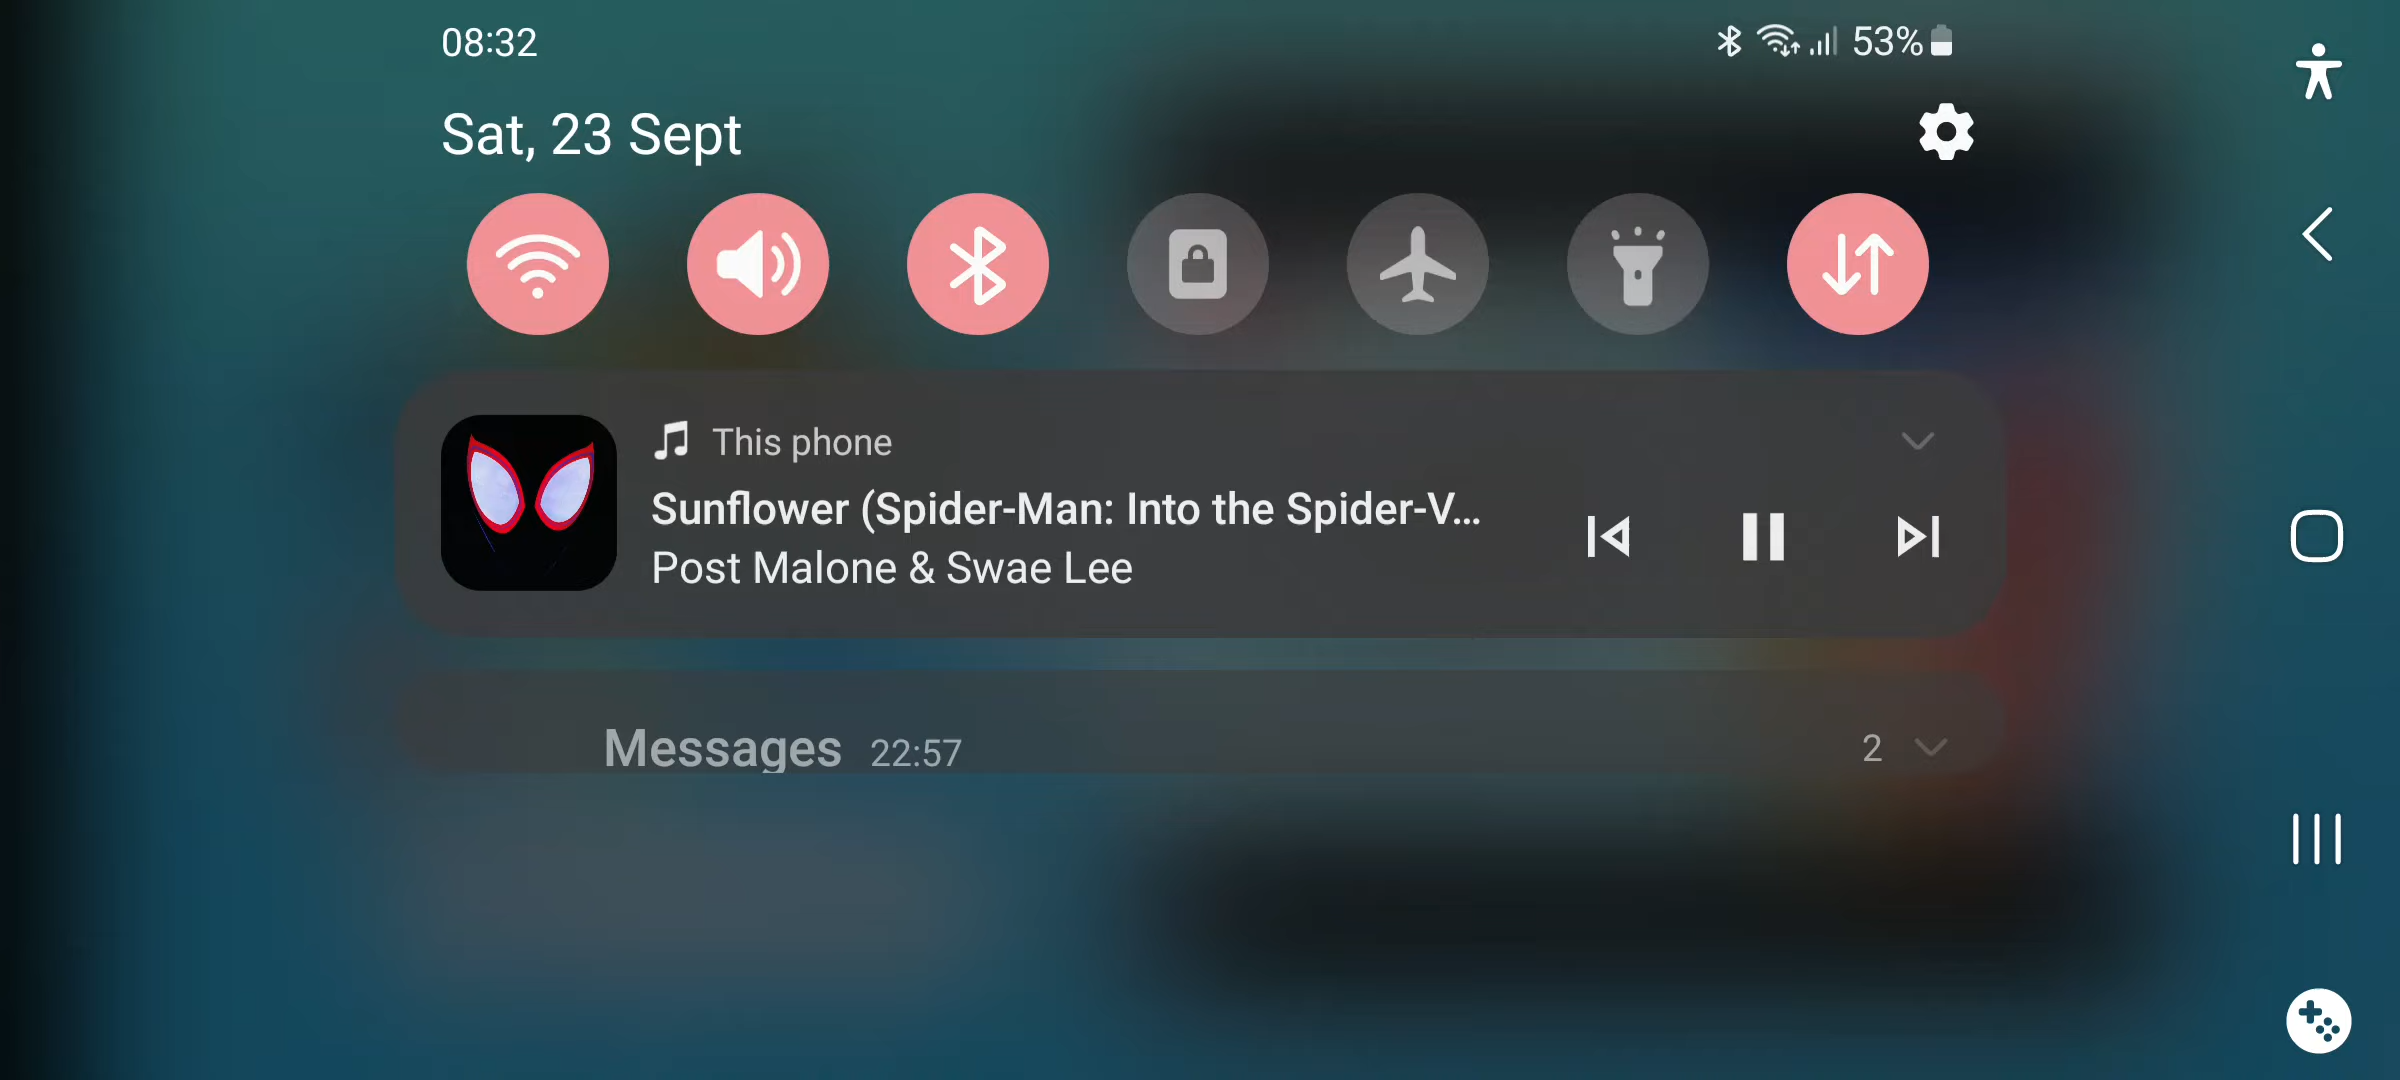 08:32
53%
Sat, 23 Sept
This phone
Sunflower (Spider-Man: Into the Spider-V...
Post Malone & Swae Lee
Messages 22:57
2